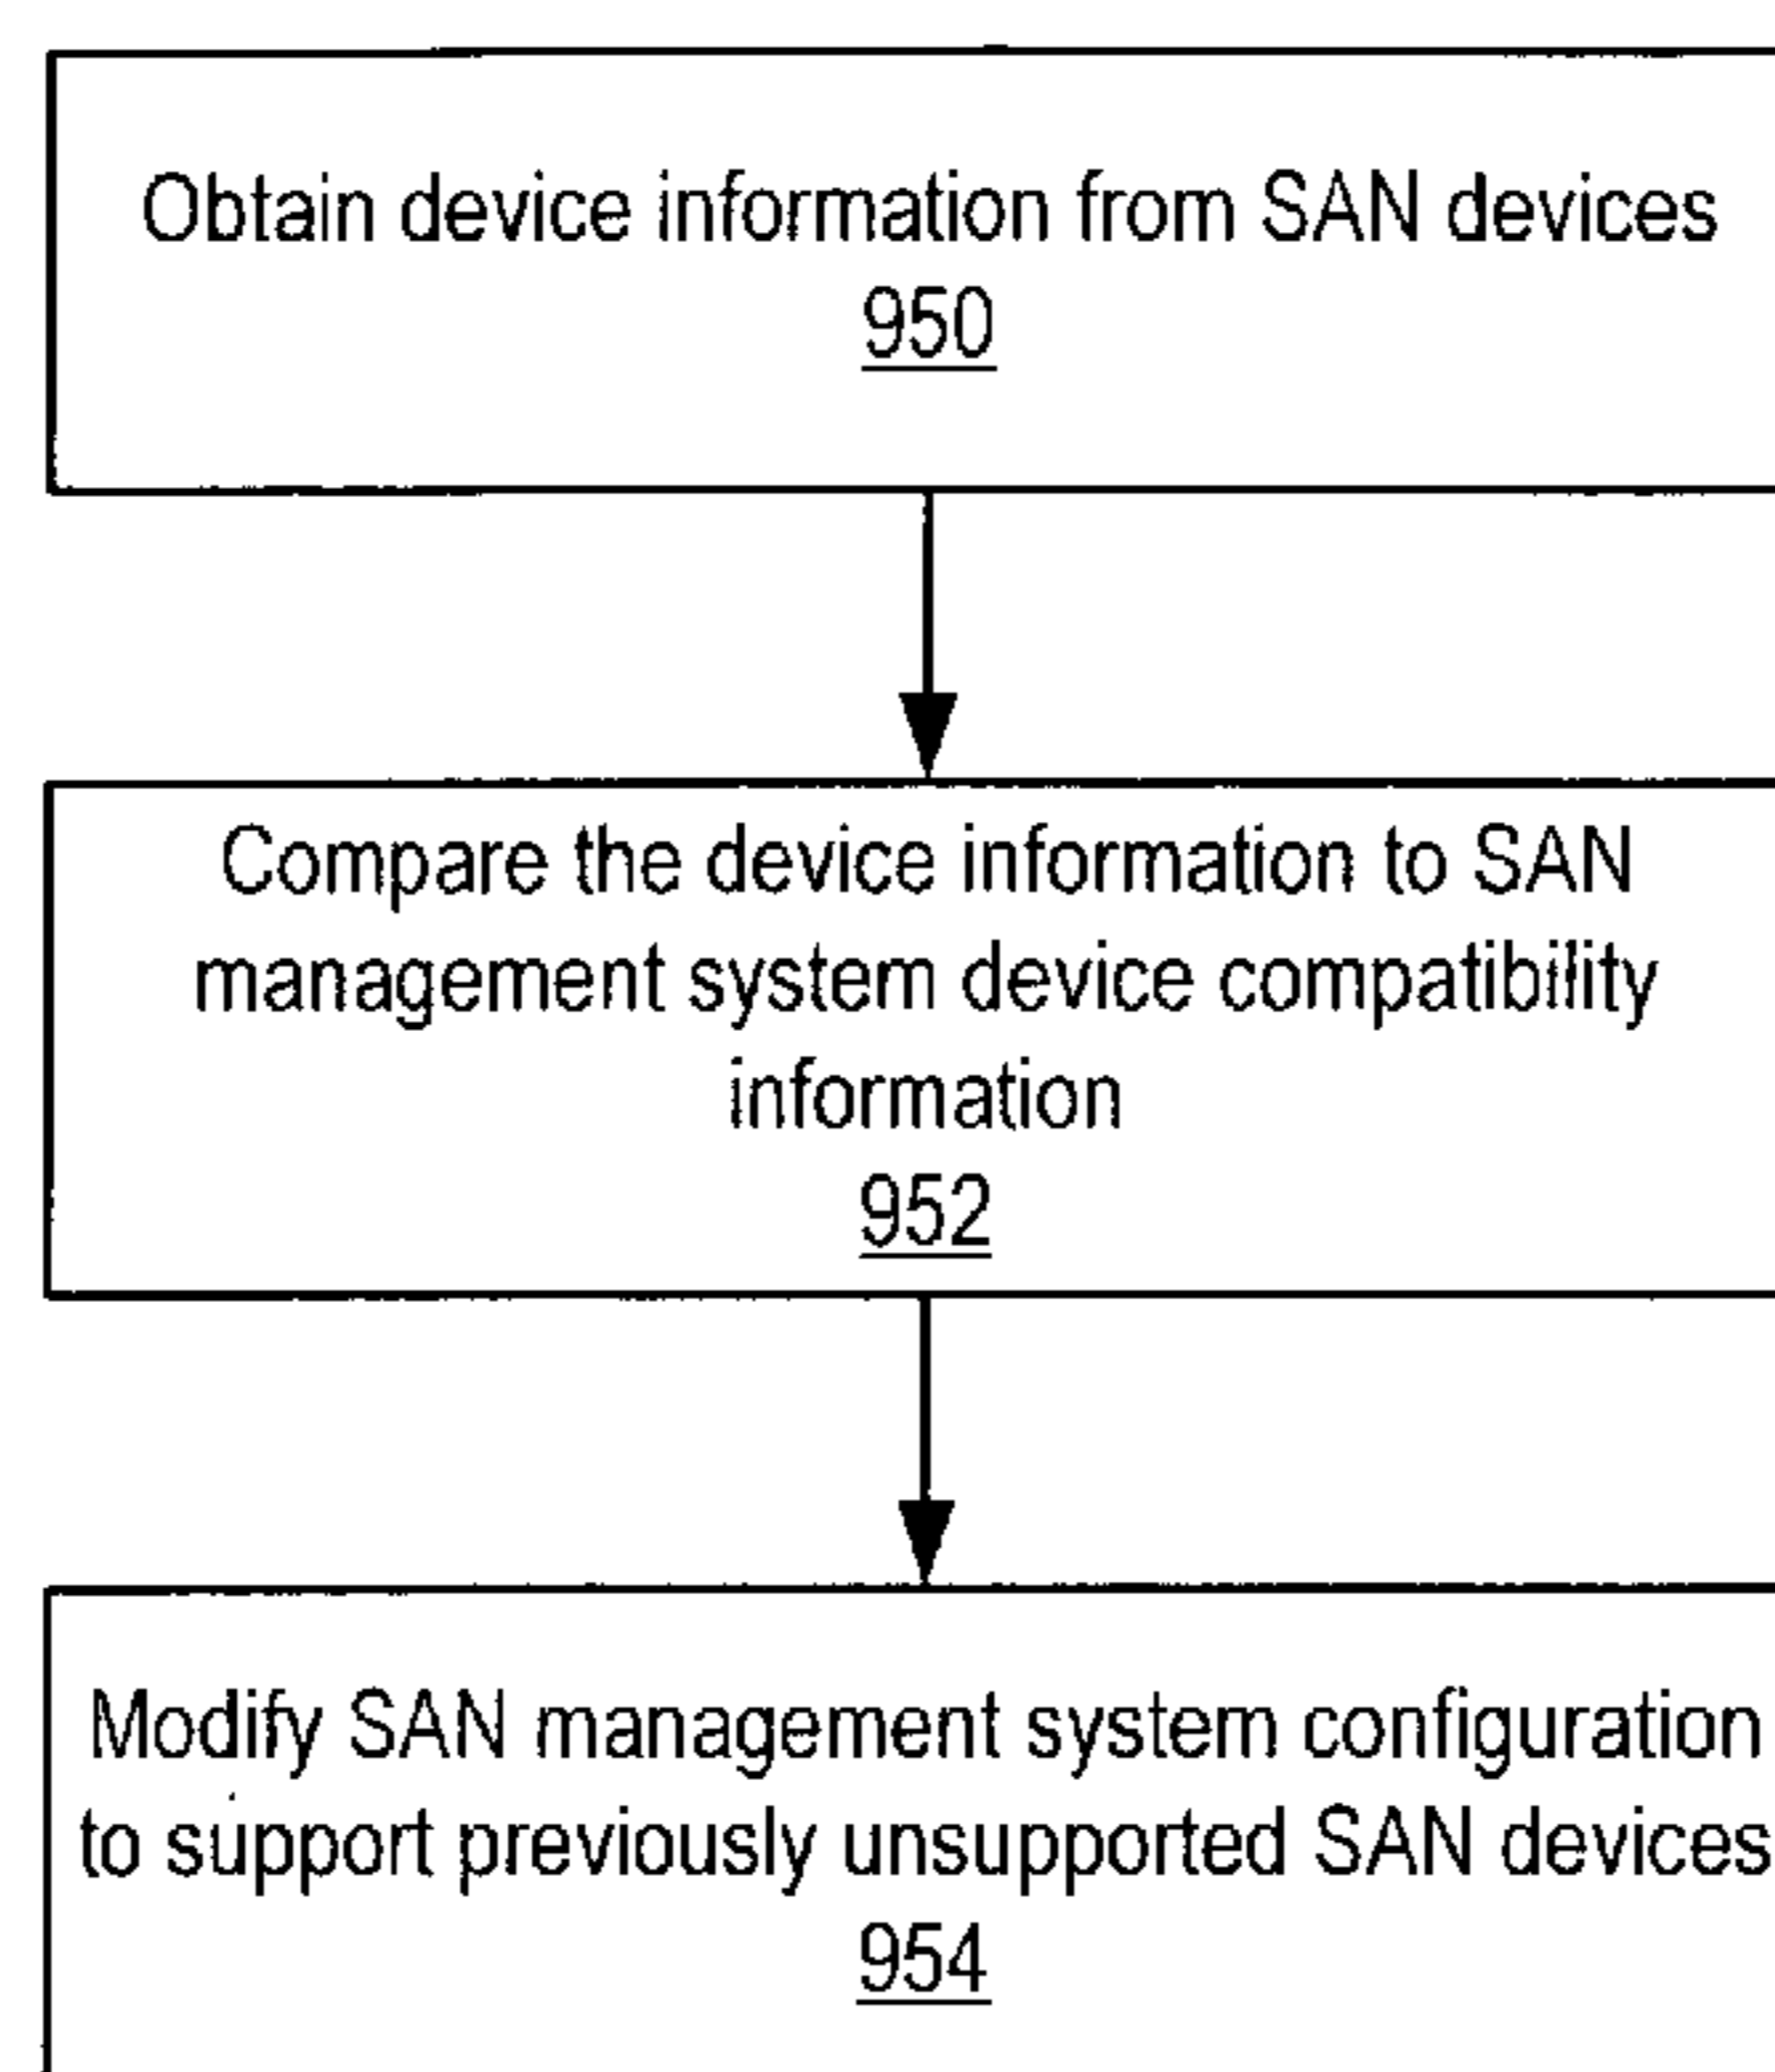 Obtain device information from SAN devices
950
Compare the device information to SAN
management system device compatibility
information
952
Modify SAN management system configuration
to support previously unsupported SAN devices
954